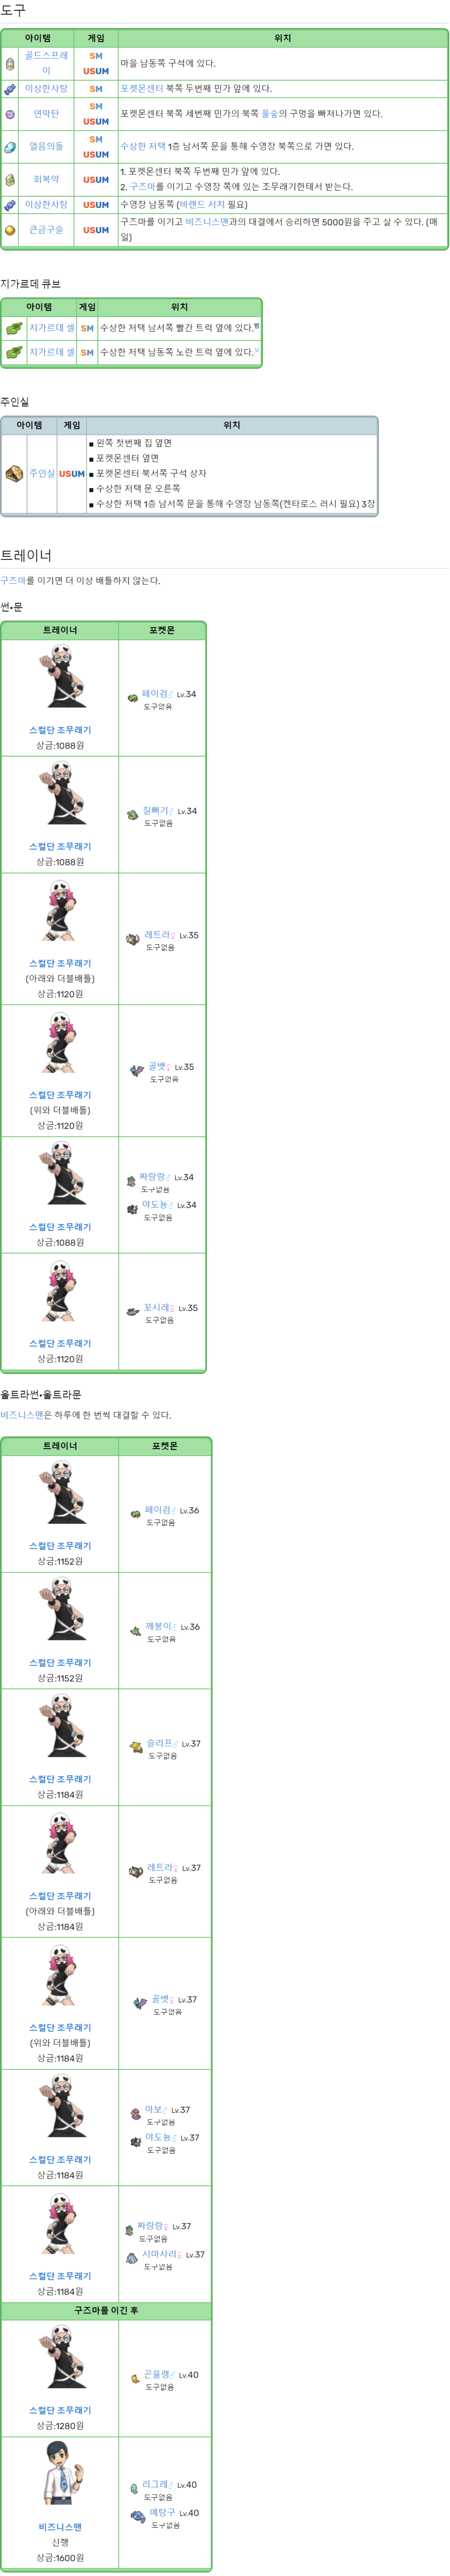 도구
아이템 게임 위치
골드스프레이 SM USUM 마을 남동쪽 구석에 있다.
이상한사탕 SM 포켓몬센터 북쪽 두번째 민가 앞에 있다.
연막탄 SM USUM 포켓몬센터 북쪽 세번째 민가의 북쪽 풀숲의 구멍을 빠져나가면 있다.
얼음의돌 SM USUM 수상한 저택 1층 남서쪽 문을 통해 수영장 북쪽으로 가면 있다.
회복약 USUM 1. 포켓몬센터 북쪽 두번째 민가 앞에 있다.
2. 구즈마를 이기고 수영장 쪽에 있는 조무래기한테서 받는다.
이상한사탕 USUM 수영장 남동쪽 (바랜드 서치 필요)
큰금구슬 USUM 구즈마를 이기고 비즈니스맨과의 대결에서 승리하면 5000원을 주고 살 수 있다. (매일)
지가르데 큐브
아이템 게임 위치
지가르데 셀 SM 수상한 저택 남서쪽 빨간 트럭 옆에 있다.밤
지가르데 셀 SM 수상한 저택 남동쪽 노란 트럭 옆에 있다.낮
주인실
아이템 게임 위치
주인실 USUM ■ 왼쪽 첫번째 집 옆면
■ 포켓몬센터 옆면
■ 포켓몬센터 북서쪽 구석 상자
■ 수상한 저택 문 오른쪽
■ 수상한 저택 1층 남서쪽 문을 통해 수영장 남동쪽(켄타로스 러시 필요) 3장
트레이너
구즈마를 이기면 더 이상 배틀하지 않는다.
썬•문
트레이너 포켓몬
페이검♂ Lv.34
도구없음
스컬단 조무래기
상금:1088원
질뻐기♂ Lv.34
도구없음
스컬단 조무래기
상금:1088원
레트라♀ Lv.35
도구없음
스컬단 조무래기
(아래와 더블배틀)
상금:1120원
골뱃♀ Lv.35
도구없음
스컬단 조무래기
(위와 더블배틀)
상금:1120원
짜랑랑♂ Lv.34
도구없음
야도뇽♂ Lv.34
도구없음
스컬단 조무래기
상금:1088원
꼬시레♀ Lv.35
도구없음
스컬단 조무래기
상금:1120원
울트라썬•울트라문
비즈니스맨은 하루에 한 번씩 대결할 수 있다.
트레이너 포켓몬
페이검♂ Lv.36
도구없음
스컬단 조무래기
상금:1152원
깨봉이♂ Lv.36
도구없음
스컬단 조무래기
상금:1152원
슬리프♂ Lv.37
도구없음
스컬단 조무래기
상금:1184원
레트라♀ Lv.37
도구없음
스컬단 조무래기
(아래와 더블배틀)
상금:1184원
골뱃♀ Lv.37
도구없음
스컬단 조무래기
(위와 더블배틀)
상금:1184원
아보♂ Lv.37
도구없음
야도뇽♂ Lv.37
도구없음
스컬단 조무래기
상금:1184원
짜랑랑♀ Lv.37
도구없음
시마사리♀ Lv.37
도구없음
스컬단 조무래기
상금:1184원
구즈마를 이긴 후
곤율랭♂ Lv.40
도구없음
스컬단 조무래기
상금:1280원
리그레♂ Lv.40
도구없음
메탕구 Lv.40
도구없음
비즈니스맨
신행
상금:1600원